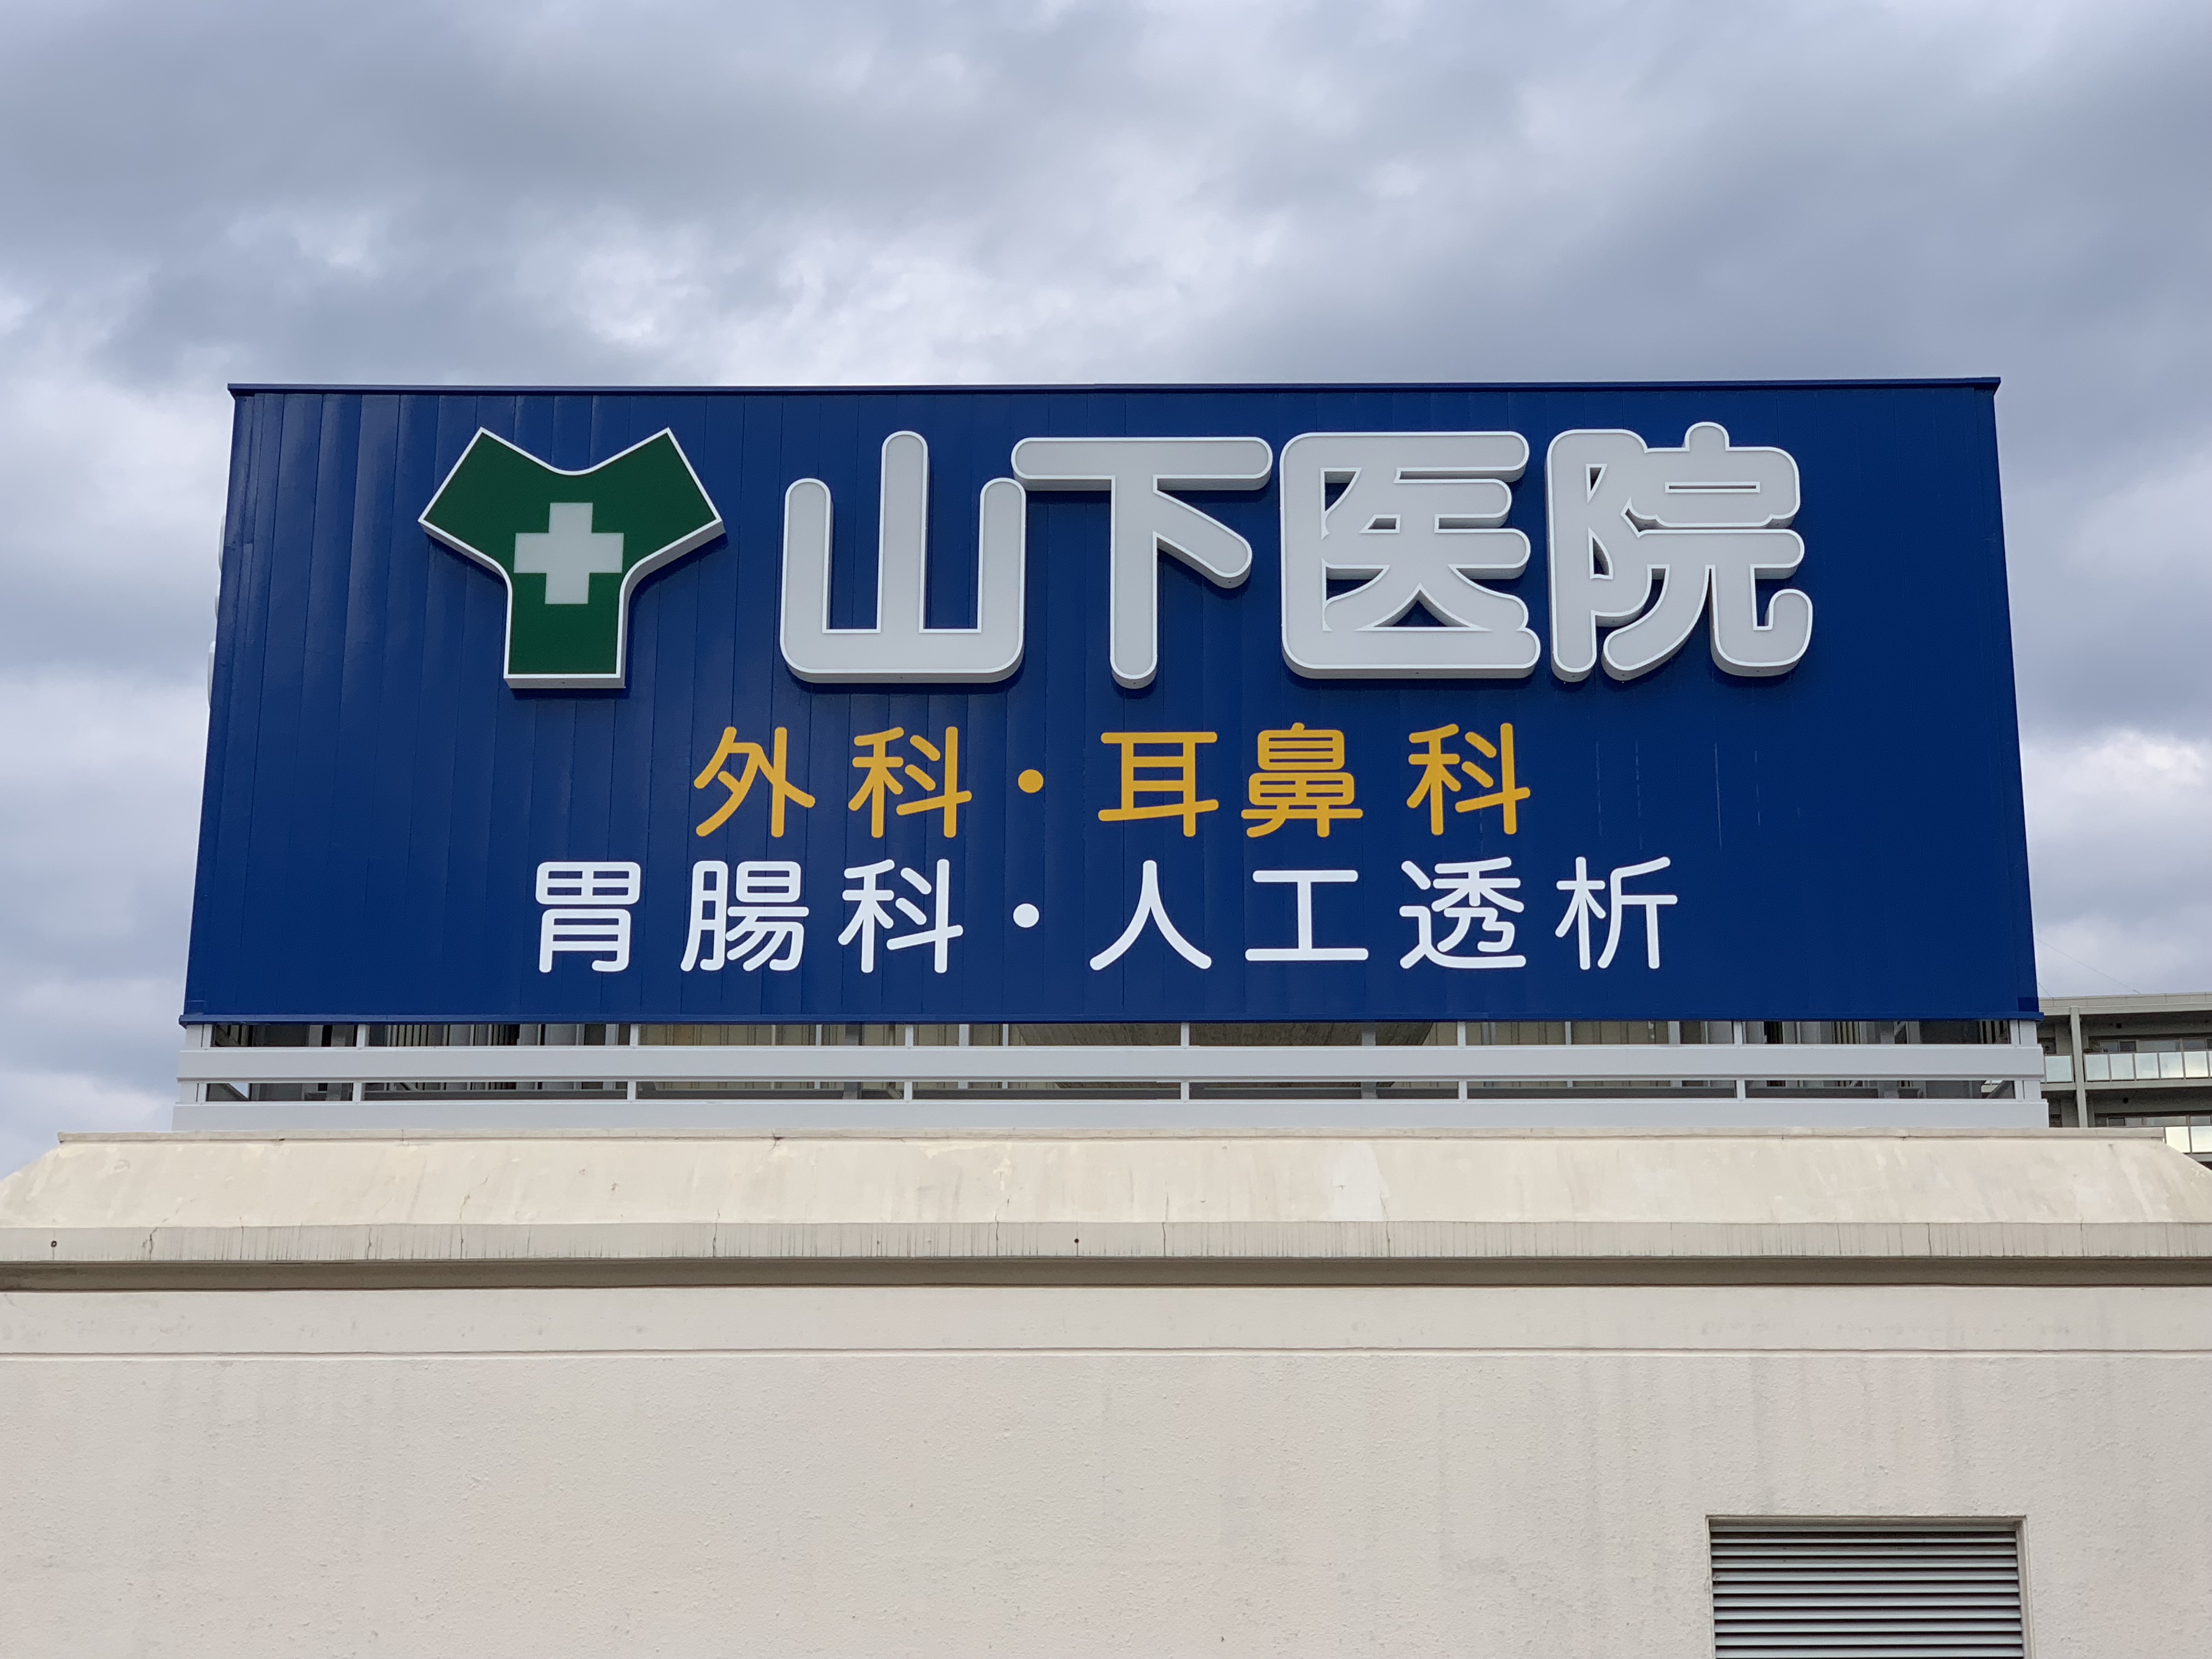 山下医院
外科・耳鼻科
胃腸科・人工透析